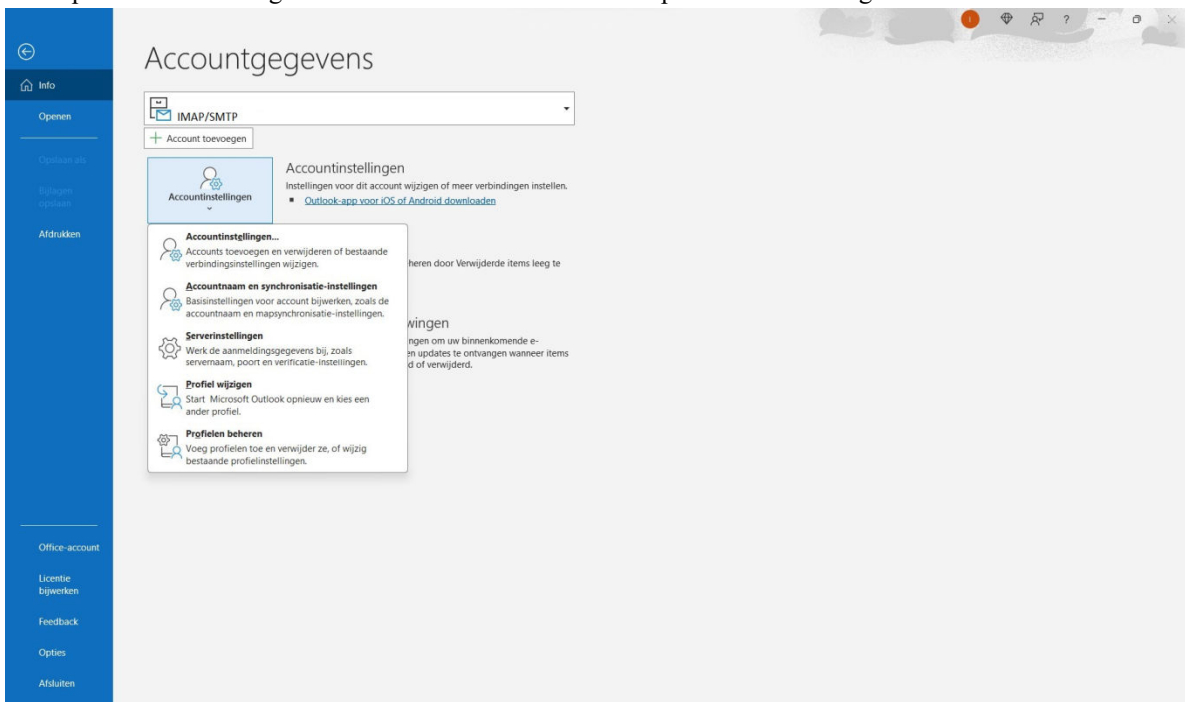 Accountgegevens
Info
Openen
Opslaan als
Bijlagen
opslaan
Afdrukken
Office-account
Licentie
bijwerken
Feedback
Opties
Afsluiten
IMAP/SMTP
Account toevoegen
Accountinstellingen
Accountinstellingen
Instellingen voor dit account wijzigen of meer verbindingen instellen.
Outlook-app voor iOS of Android downloaden
Accountinstellingen...
Accounts toevoegen en verwijderen of bestaande
verbindingsinstellingen wijzigen.
Accountnaam en synchronisatie-instellingen
Basisinstellingen voor account bijwerken, zoals de
accountnaam en mapsynchronisatie-instellingen.
Serverinstellingen
Werk de aanmeldingsgegevens bij, zoals
servernaam, poort en verificatie-instellingen.
Profiel wijzigen
Start Microsoft Outlook opnieuw en kies een
ander profiel.
Profielen beheren
Voeg profielen toe en verwijder ze, of wijzig
bestaande profielinstellingen.
heren door Verwijderde items leeg te
wingen
ngen om uw binnenkomende e-
en updates te ontvangen wanneer items
d of verwijderd.